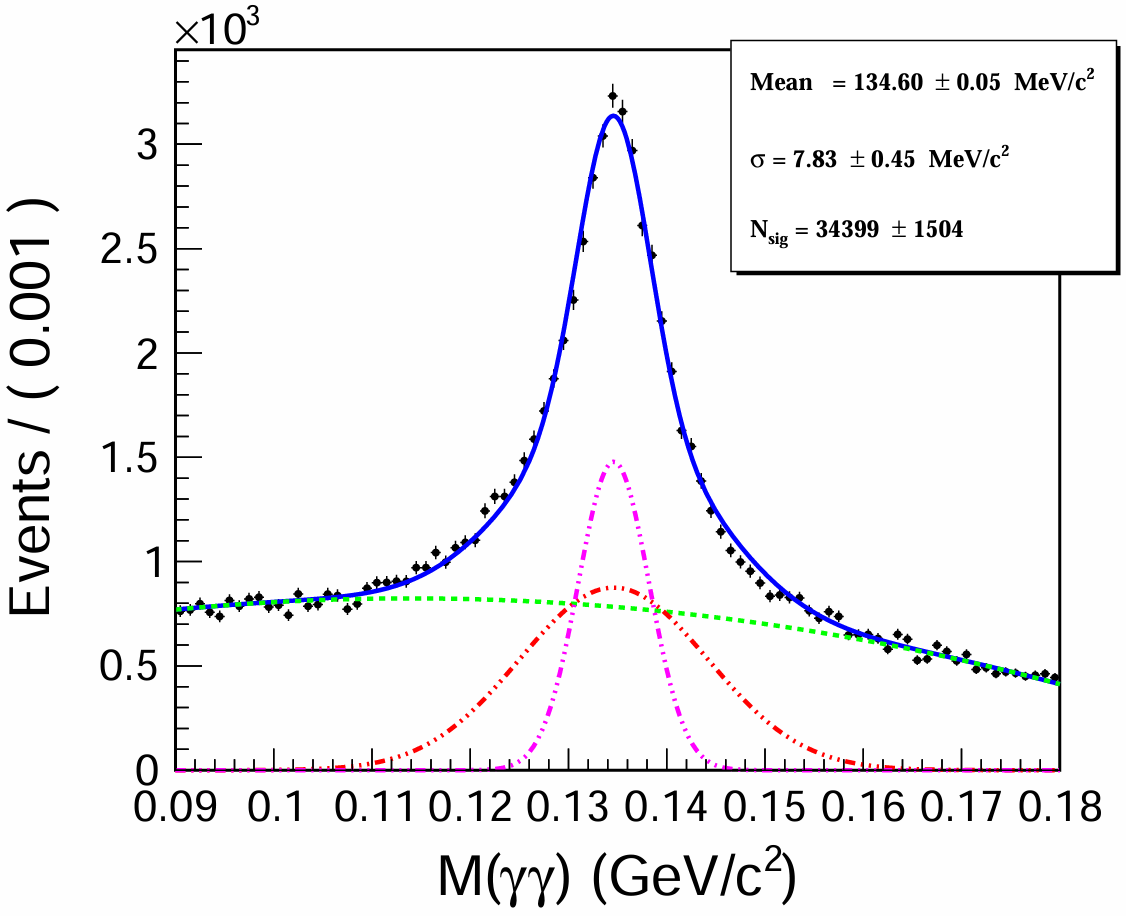 ×10³
Mean = 134.60 ± 0.05 MeV/c²
σ = 7.83 ± 0.45 MeV/c²
N_sig = 34399 ± 1504
Events / ( 0.001 )
3
2.5
2
1.5
1
0.5
0
0.09 0.1 0.11 0.12 0.13 0.14 0.15 0.16 0.17 0.18
M(γγ) (GeV/c²)